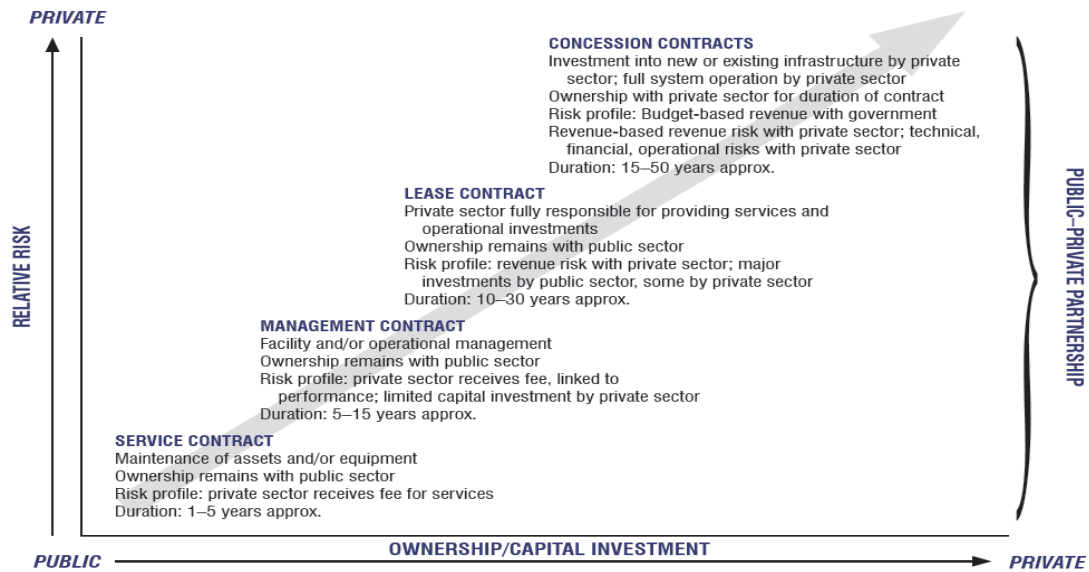 PRIVATE
CONCESSION CONTRACTS
Investment into new or existing infrastructure by private
sector; full system operation by private sector
Ownership with private sector for duration of contract
Risk profile: Budget-based revenue with government
Revenue-based revenue risk with private sector; technical,
financial, operational risks with private sector
Duration: 15–50 years approx.
LEASE CONTRACT
Private sector fully responsible for providing services and
operational investments
Ownership remains with public sector
Risk profile: revenue risk with private sector; major
investments by public sector, some by private sector
Duration: 10–30 years approx.
MANAGEMENT CONTRACT
Facility and/or operational management
Ownership remains with public sector
Risk profile: private sector receives fee, linked to
performance; limited capital investment by private sector
Duration: 5–15 years approx.
SERVICE CONTRACT
Maintenance of assets and/or equipment
Ownership remains with public sector
Risk profile: private sector receives fee for services
Duration: 1–5 years approx.
RELATIVE RISK
PUBLIC–PRIVATE PARTNERSHIP
OWNERSHIP/CAPITAL INVESTMENT
PUBLIC
PRIVATE